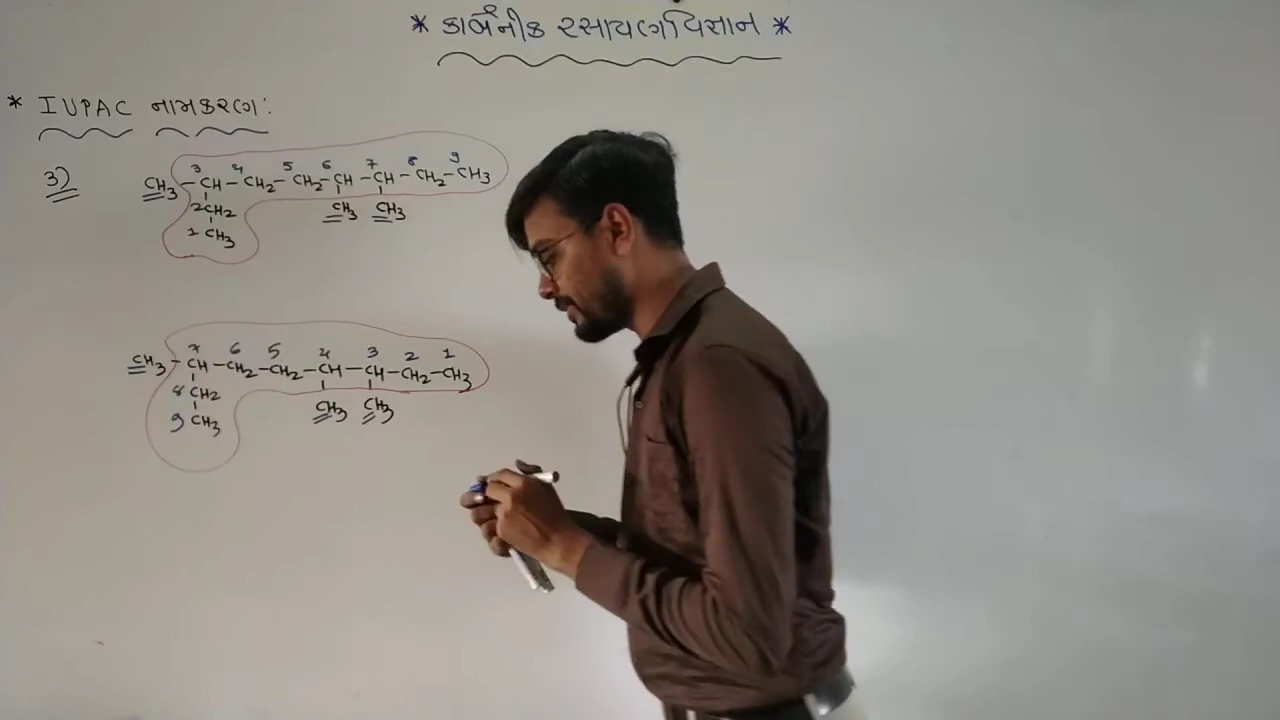 * કાર્બનીક રસાયણવિજ્ઞાન *
* IUPAC નામકરણ:
3 4 5 6 7 8 9
3) CH3 - CH - CH2 - CH2 - CH - CH - CH2 - CH3
2 CH2 CH3 CH3
1 CH3
7 6 5 4 3 2 1
CH3 - CH - CH2 - CH2 - CH - CH - CH2 - CH3
8 CH2 CH3 CH3
9 CH3